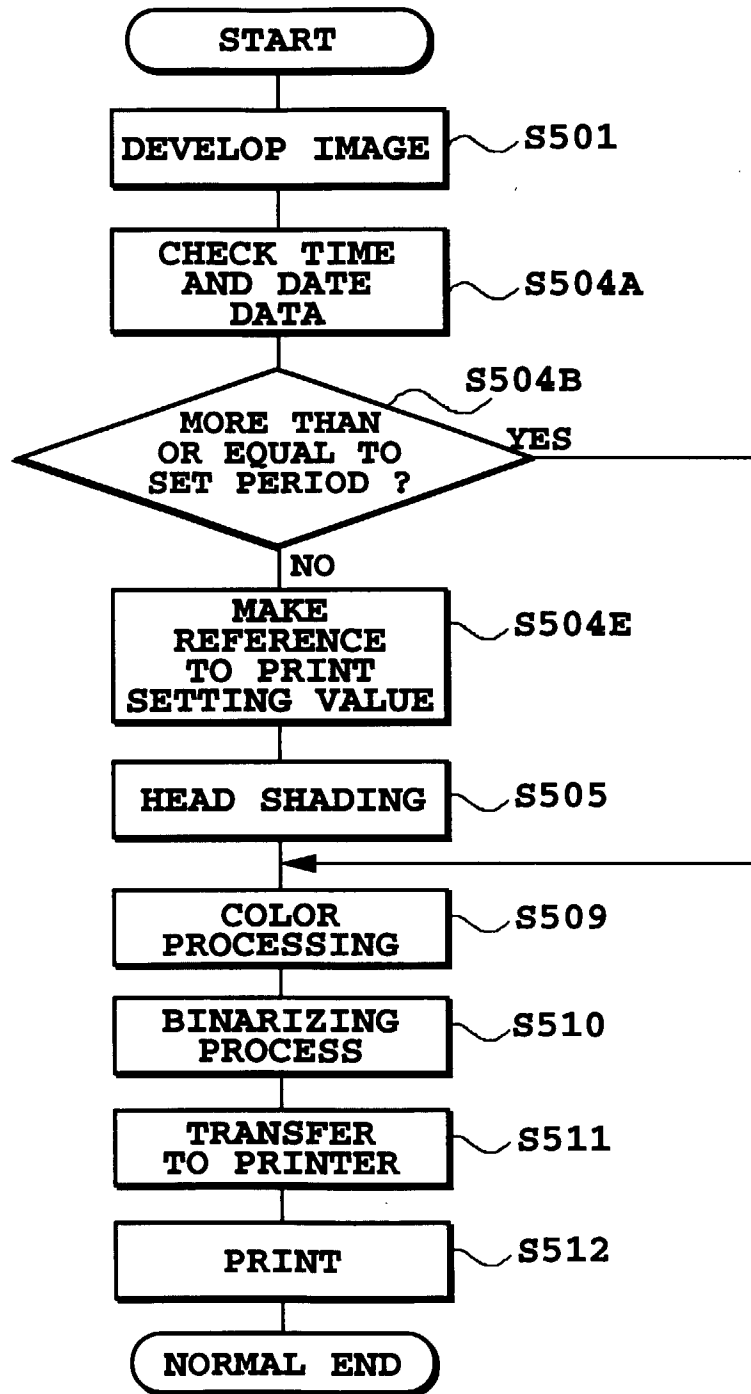 START
DEVELOP IMAGE
S501
CHECK TIME
AND DATE
DATA
S504A
S504B
MORE THAN
OR EQUAL TO
SET PERIOD ?
YES
NO
MAKE
REFERENCE
TO PRINT
SETTING VALUE
S504E
HEAD SHADING
S505
COLOR
PROCESSING
S509
BINARIZING
PROCESS
S510
TRANSFER
TO PRINTER
S511
PRINT
S512
NORMAL END